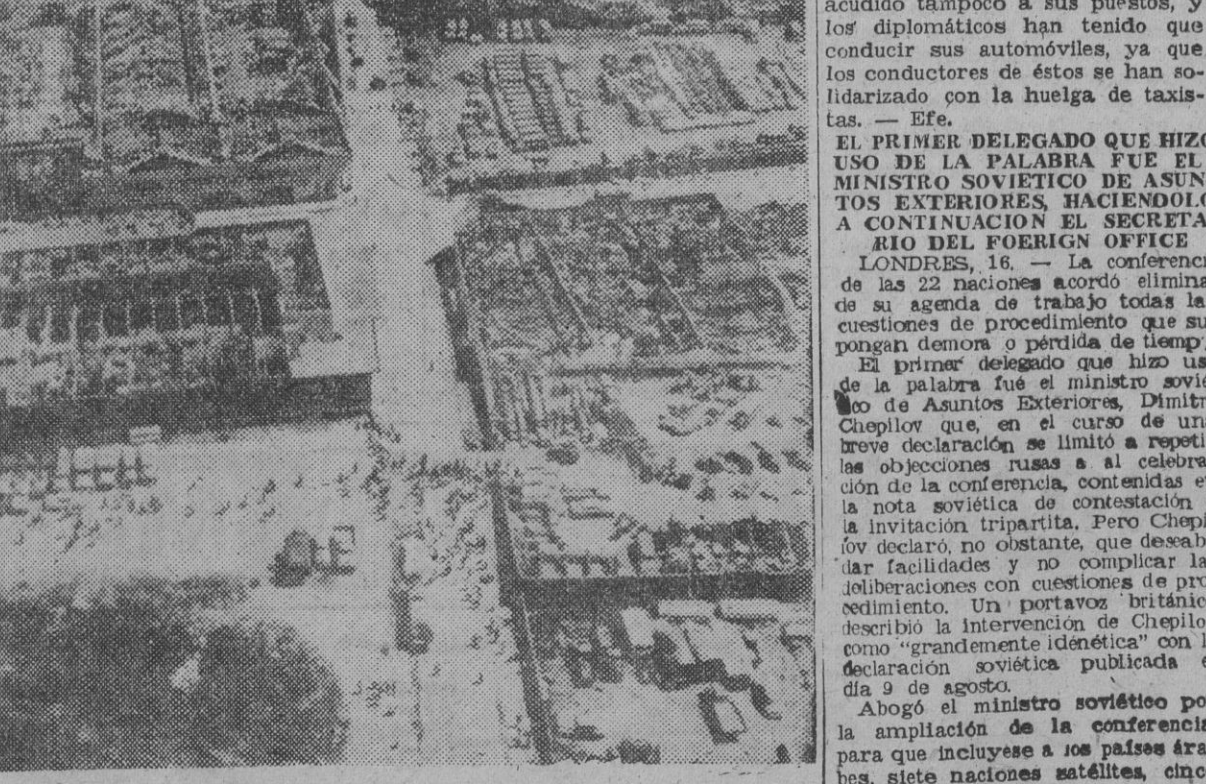 acudido tampoco a sus puestos, y
los diplomáticos han tenido que
conducir sus automóviles, ya que
los conductores de éstos se han so-
lidarizado con la huelga de taxis-
tas. — Efe.
EL PRIMER DELEGADO QUE HIZO
USO DE LA PALABRA FUE EL
MINISTRO SOVIETICO DE ASUN
TOS EXTERIORES, HACIENDOLO
A CONTINUACION EL SECRETA
RIO DEL FOERIGN OFFICE
LONDRES, 16. — La conferenci
de las 22 naciones acordó elimina
de su agenda de trabajo todas la
cuestiones de procedimiento que su
pongan demora o pérdida de tiemp
El primer delegado que hizo us
de la palabra fué el ministro sovié
co de Asuntos Exteriores, Dimitr
Chepilov que, en el curso de un
breve declaración se limitó a repeti
las objecciones rusas a al celebra
ción de la conferencia, contenidas e
la nota soviética de contestación
la invitación tripartita. Pero Chepi
lov declaró, no obstante, que deseab
dar facilidades y no complicar la
deliberaciones con cuestiones de pro
cedimiento. Un portavoz británic
describió la intervención de Chepilo
como "grandemente idénética" con l
declaración soviética publicada e
día 9 de agosto.
Abogó el ministro soviético po
la ampliación de la conferencia
para que incluyese a los países ára
bes, siete naciones satélites, cinc